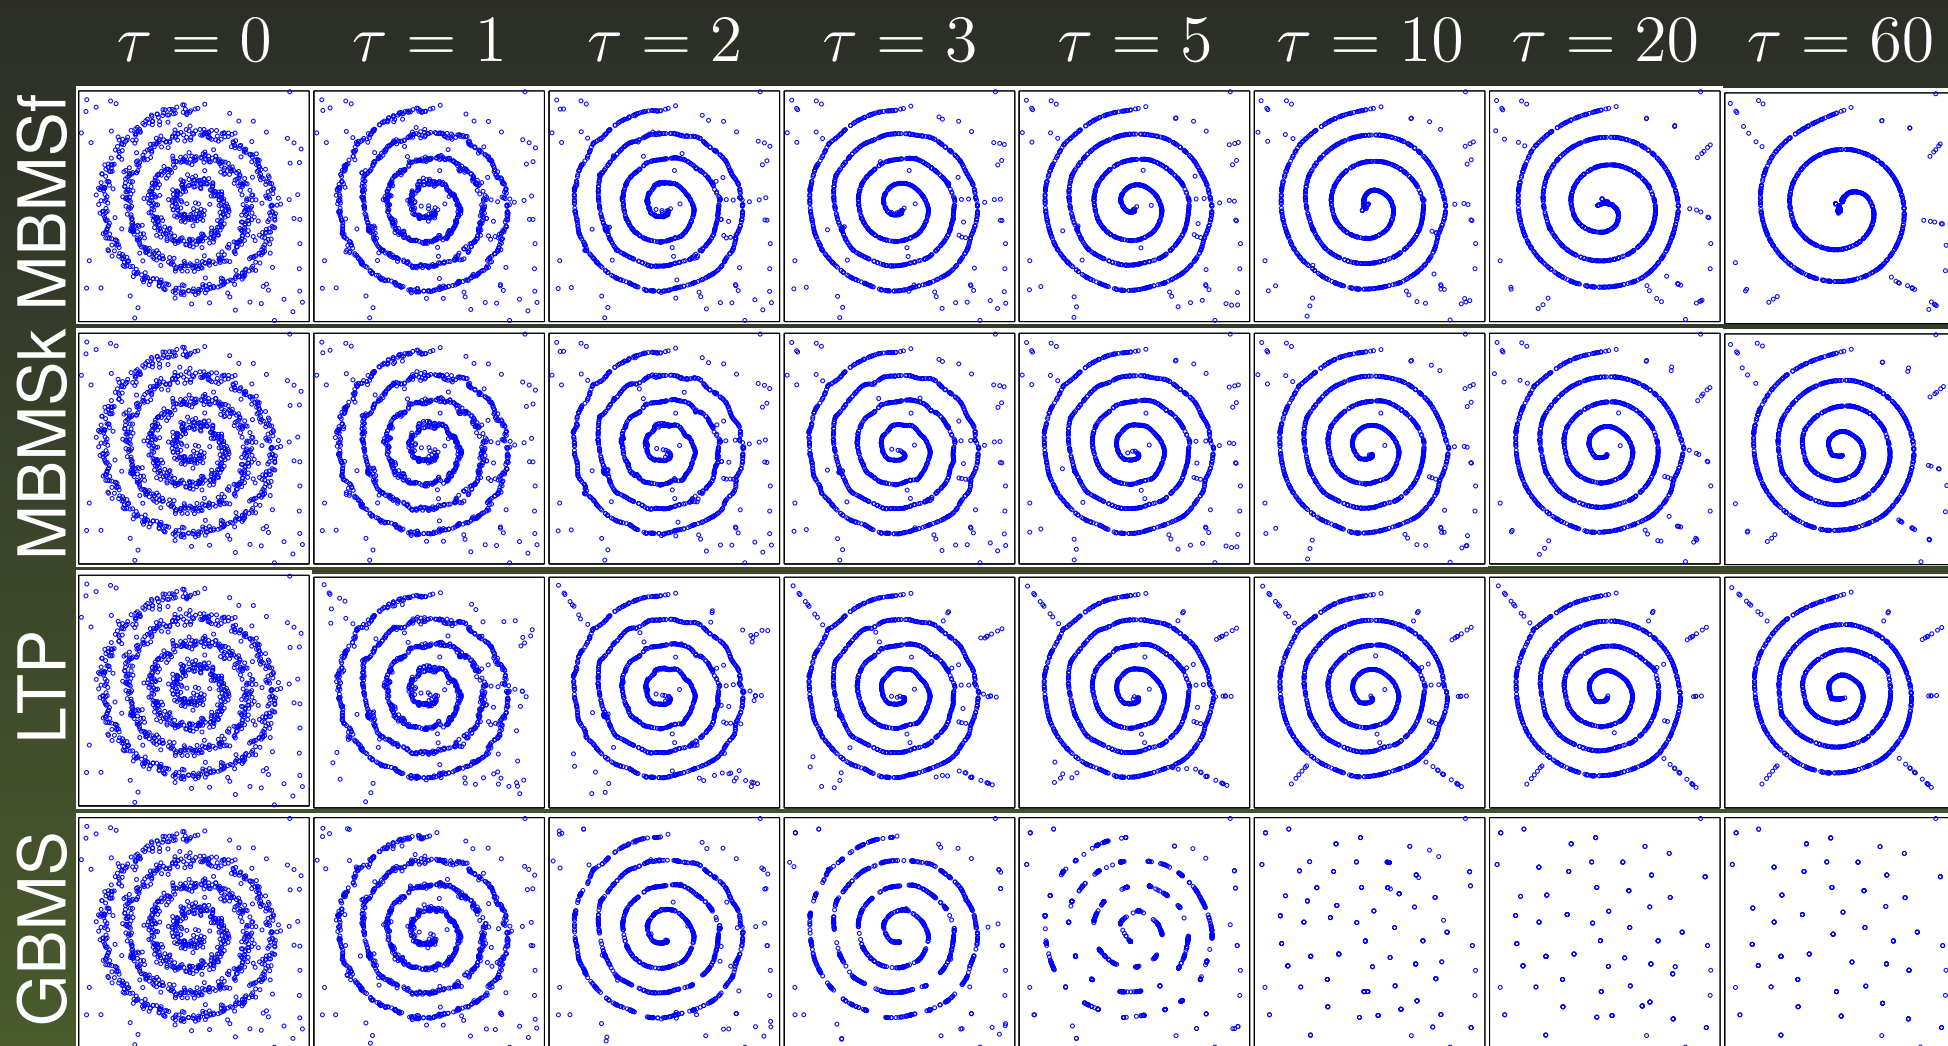 τ = 0 τ = 1 τ = 2 τ = 3 τ = 5 τ = 10 τ = 20 τ = 60
MBMSf
MBMSk
LTP
GBMS